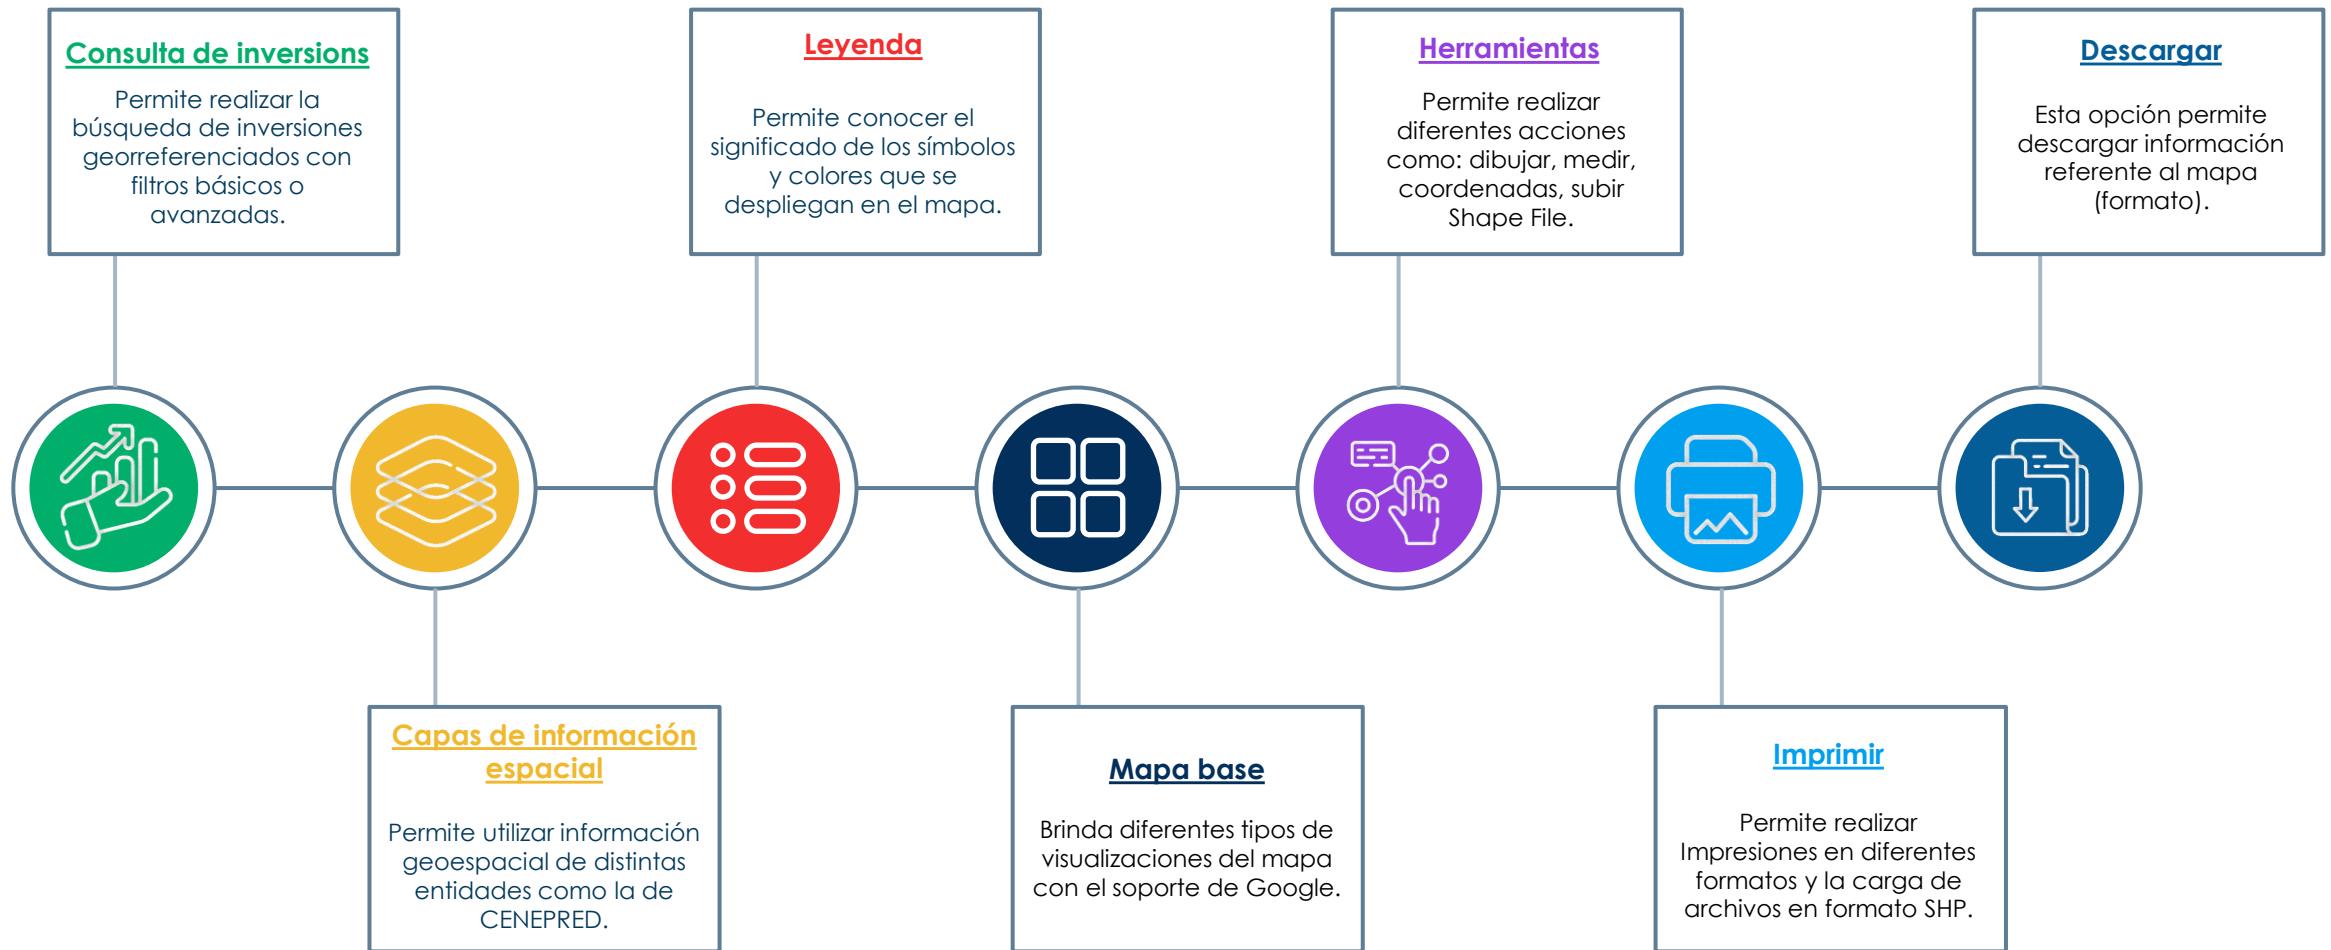 Consulta de inversions
Permite realizar la
búsqueda de inversiones
georreferenciados con
filtros básicos o
avanzadas.
Leyenda
Permite conocer el
significado de los símbolos
y colores que se
despliegan en el mapa.
Herramientas
Permite realizar
diferentes acciones
como: dibujar, medir,
coordenadas, subir
Shape File.
Descargar
Esta opción permite
descargar información
referente al mapa
(formato).
Capas de información
espacial
Permite utilizar información
geoespacial de distintas
entidades como la de
CENEPRED.
Mapa base
Brinda diferentes tipos de
visualizaciones del mapa
con el soporte de Google.
Imprimir
Permite realizar
Impresiones en diferentes
formatos y la carga de
archivos en formato SHP.